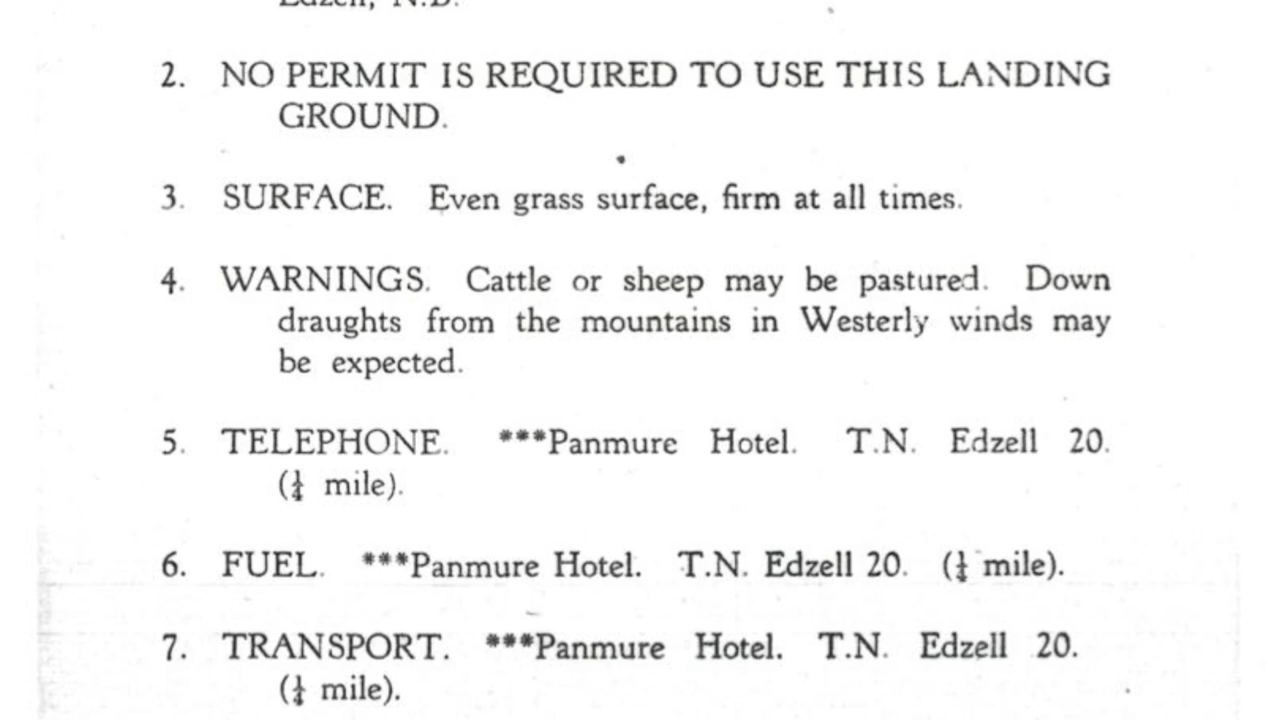 Edzell, N.B.
2. NO PERMIT IS REQUIRED TO USE THIS LANDING
GROUND.
3. SURFACE. Even grass surface, firm at all times.
4. WARNINGS. Cattle or sheep may be pastured. Down
draughts from the mountains in Westerly winds may
be expected.
5. TELEPHONE. ***Panmure Hotel. T.N. Edzell 20.
(¼ mile).
6. FUEL. ***Panmure Hotel. T.N. Edzell 20. (¼ mile).
7. TRANSPORT. ***Panmure Hotel. T.N. Edzell 20.
(¼ mile).